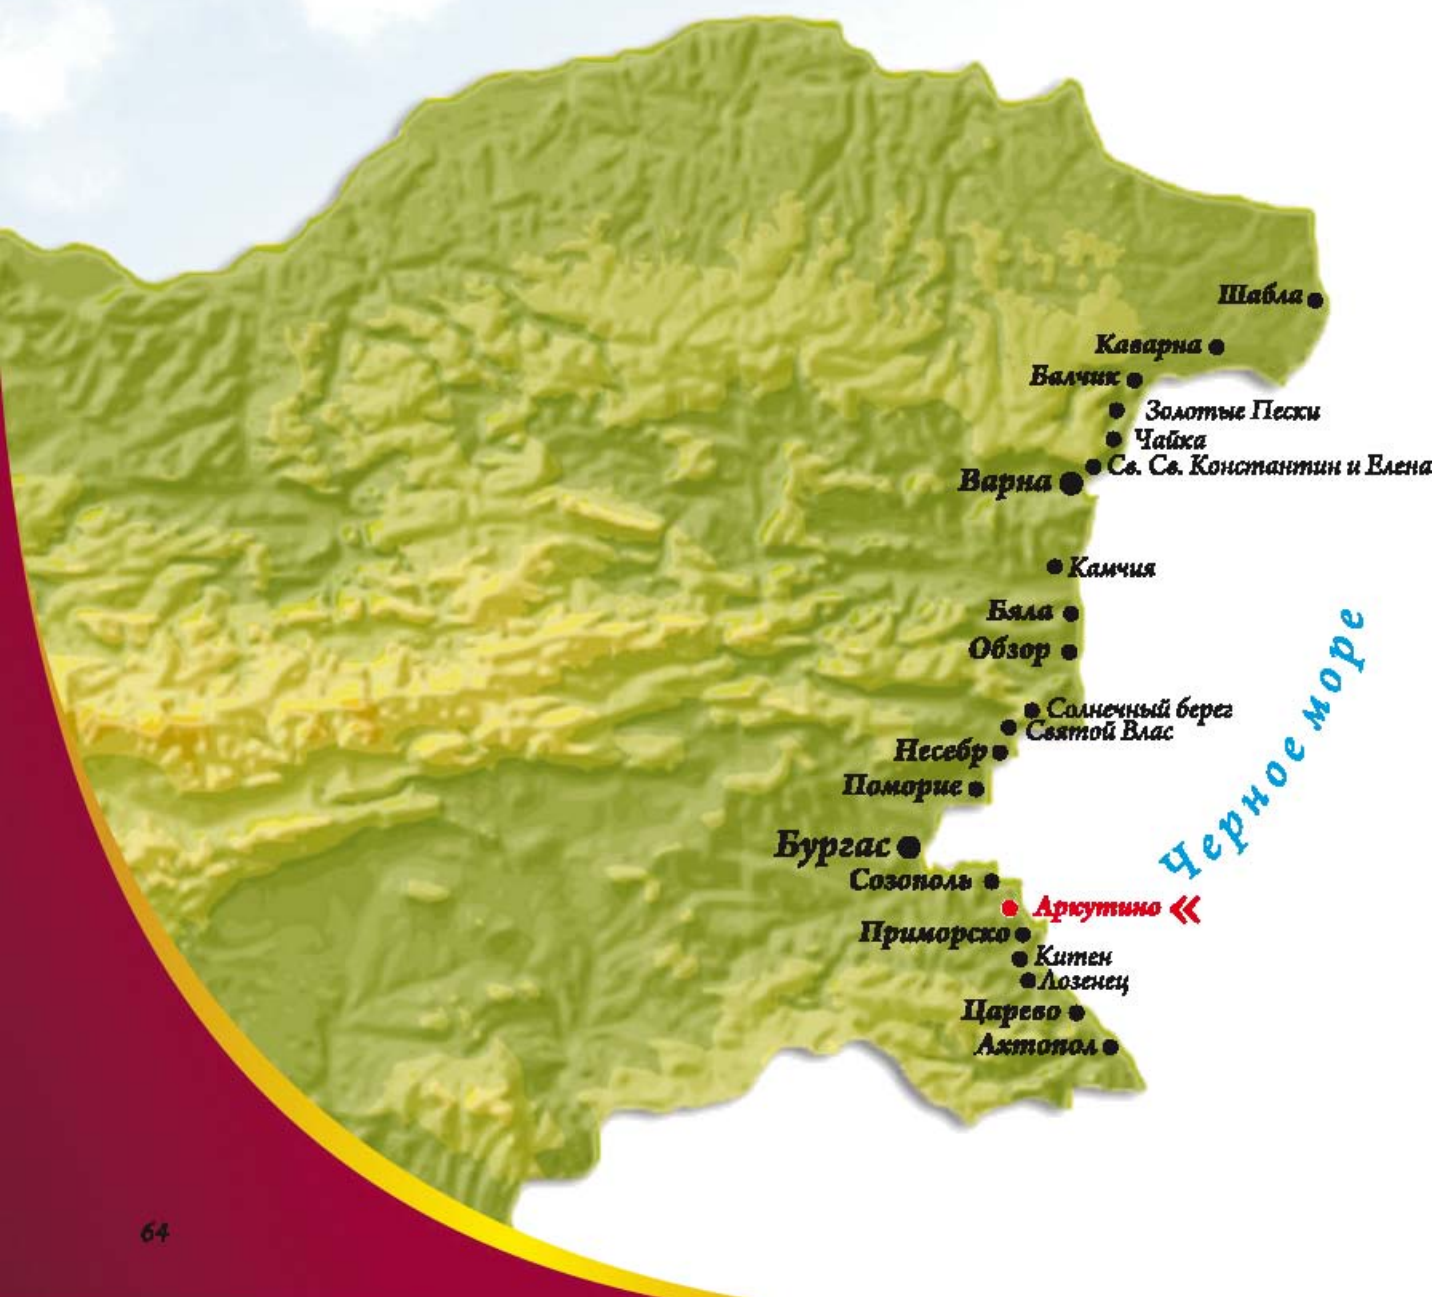 Шабла
Каварна
Балчик
Золотые Пески
Чайка
Св. Св. Константин и Елена
Варна
Камчия
Бяла
Обзор
Солнечный берег
Святой Влас
Несебр
Поморие
Черное море
Бургас
Созополь
Аркутино «
Приморско
Китен
Лозенец
Царево
Ахтопол
64